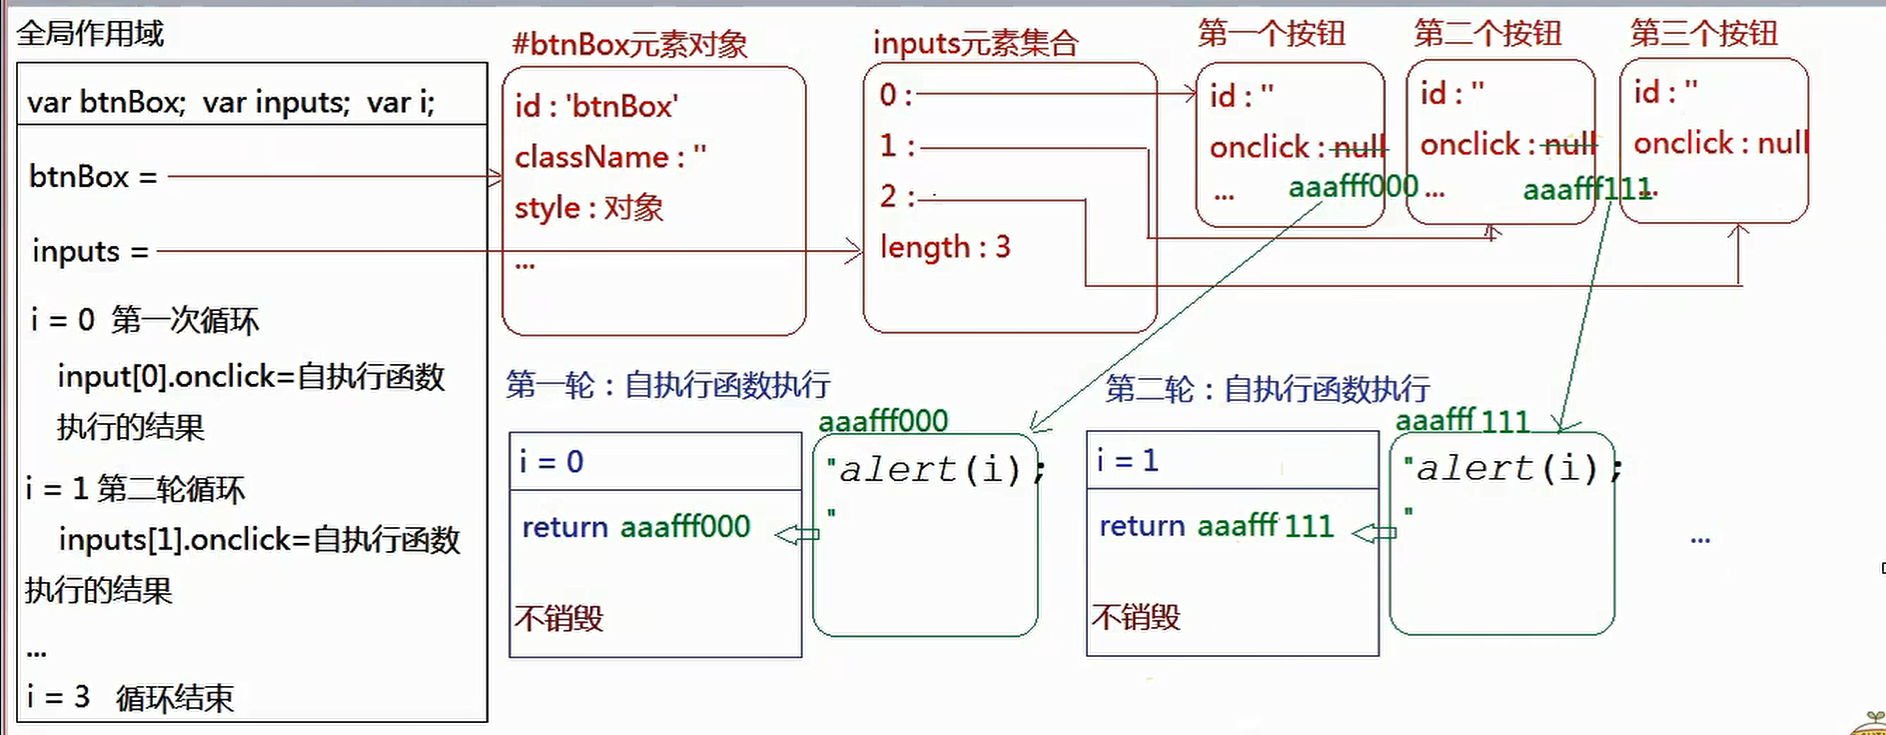 全局作用域
var btnBox;  var inputs;  var i;
btnBox =
inputs =
i = 0  第一次循环
input[0].onclick=自执行函数
执行的结果
i = 1 第二轮循环
inputs[1].onclick=自执行函数
执行的结果
...
i = 3   循环结束
#btnBox元素对象
id : 'btnBox'
className : ''
style : 对象
...
inputs元素集合
0 :
1 :
2 :
length : 3
第一个按钮
id : ''
onclick : null
... aaafff000
第二个按钮
id : ''
onclick : null
... aaafff111
第三个按钮
id : ''
onclick : null
...
第一轮：自执行函数执行
i = 0
return aaafff000
不销毁
aaafff000
"alert(i);
"
第二轮：自执行函数执行
i = 1
return aaafff 111
不销毁
aaafff 111
"alert(i);
"
...